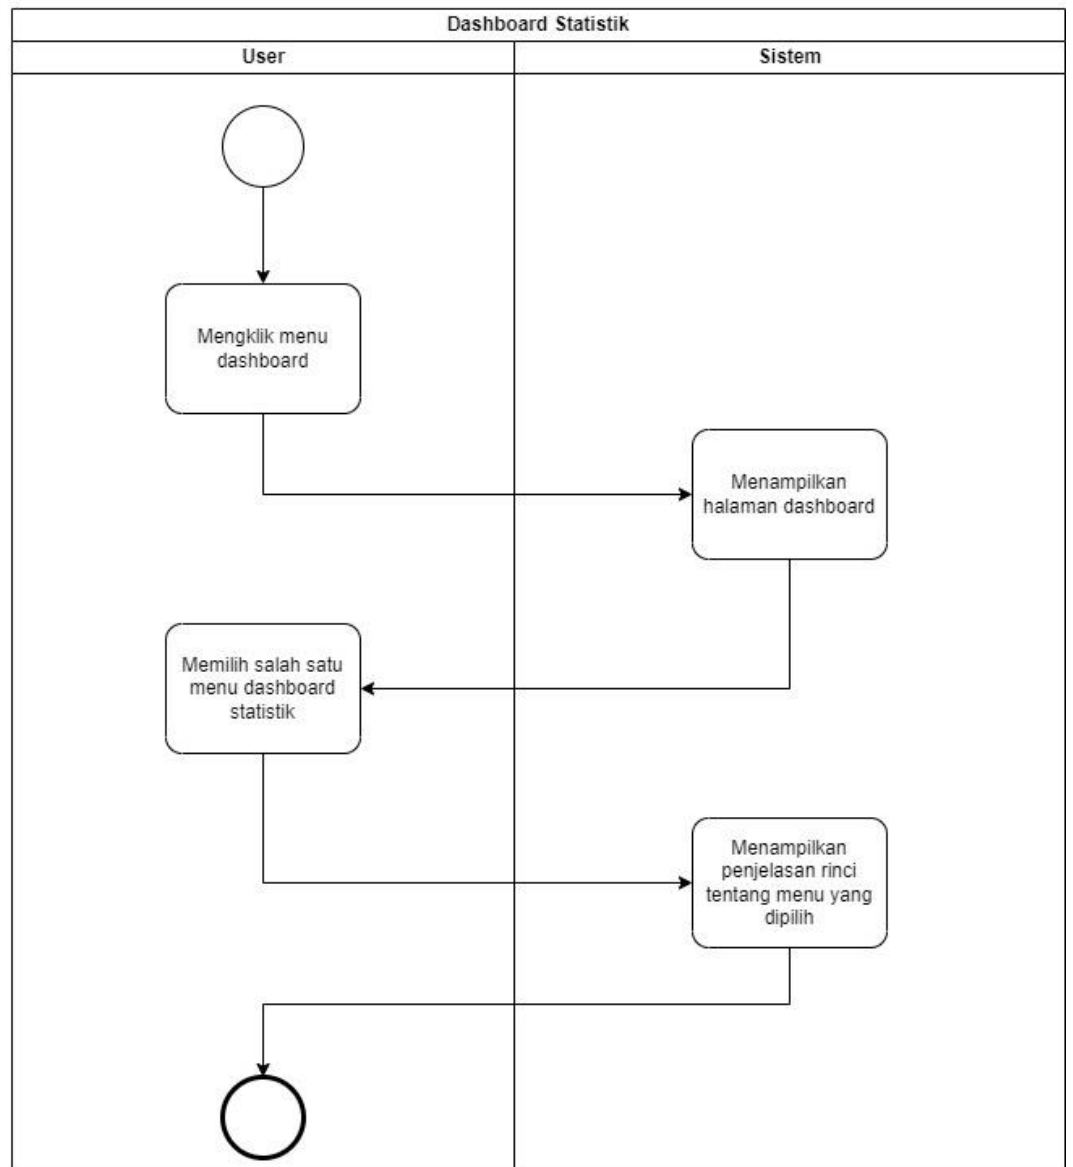 Dashboard Statistik
User
Sistem
Mengklik menu
dashboard
Menampilkan
halaman dashboard
Memilih salah satu
menu dashboard
statistik
Menampilkan
penjelasan rinci
tentang menu yang
dipilih